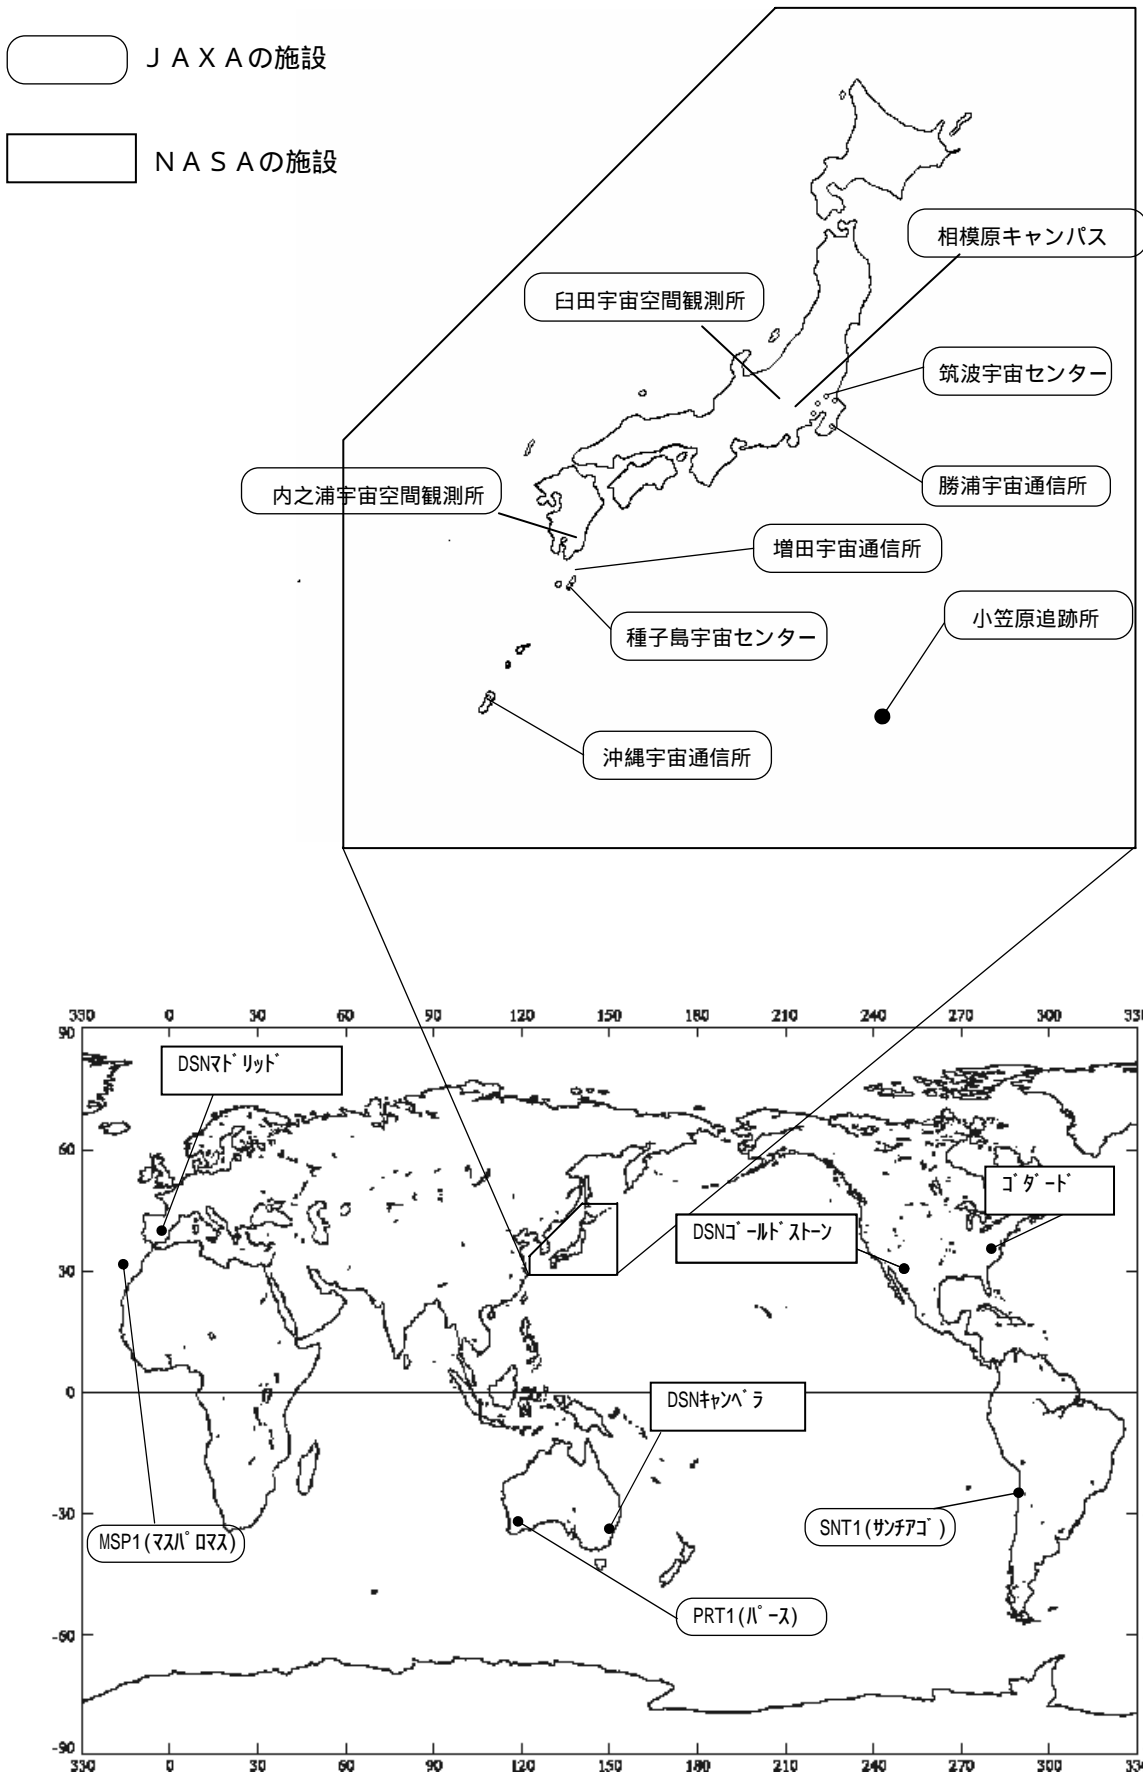 ＪＡＸＡの施設
ＮＡＳＡの施設
相模原キャンパス
臼田宇宙空間観測所
筑波宇宙センター
内之浦宇宙空間観測所
勝浦宇宙通信所
増田宇宙通信所
小笠原追跡所
種子島宇宙センター
沖縄宇宙通信所
330 0 30 60 90 120 150 180 210 240 270 300 330
90
DSNﾏﾄﾞﾘｯﾄﾞ
60
ｺﾞﾀﾞｰﾄﾞ
DSNｺﾞｰﾙﾄﾞｽﾄｰﾝ
30
0
DSNｷｬﾝﾍﾞﾗ
-30
MSP1(ﾏｽﾊﾟﾛﾏｽ)
SNT1(ｻﾝﾁｱｺﾞ)
PRT1(ﾊﾟｰｽ)
-60
-90
330 0 30 60 90 120 150 180 210 240 270 300 330